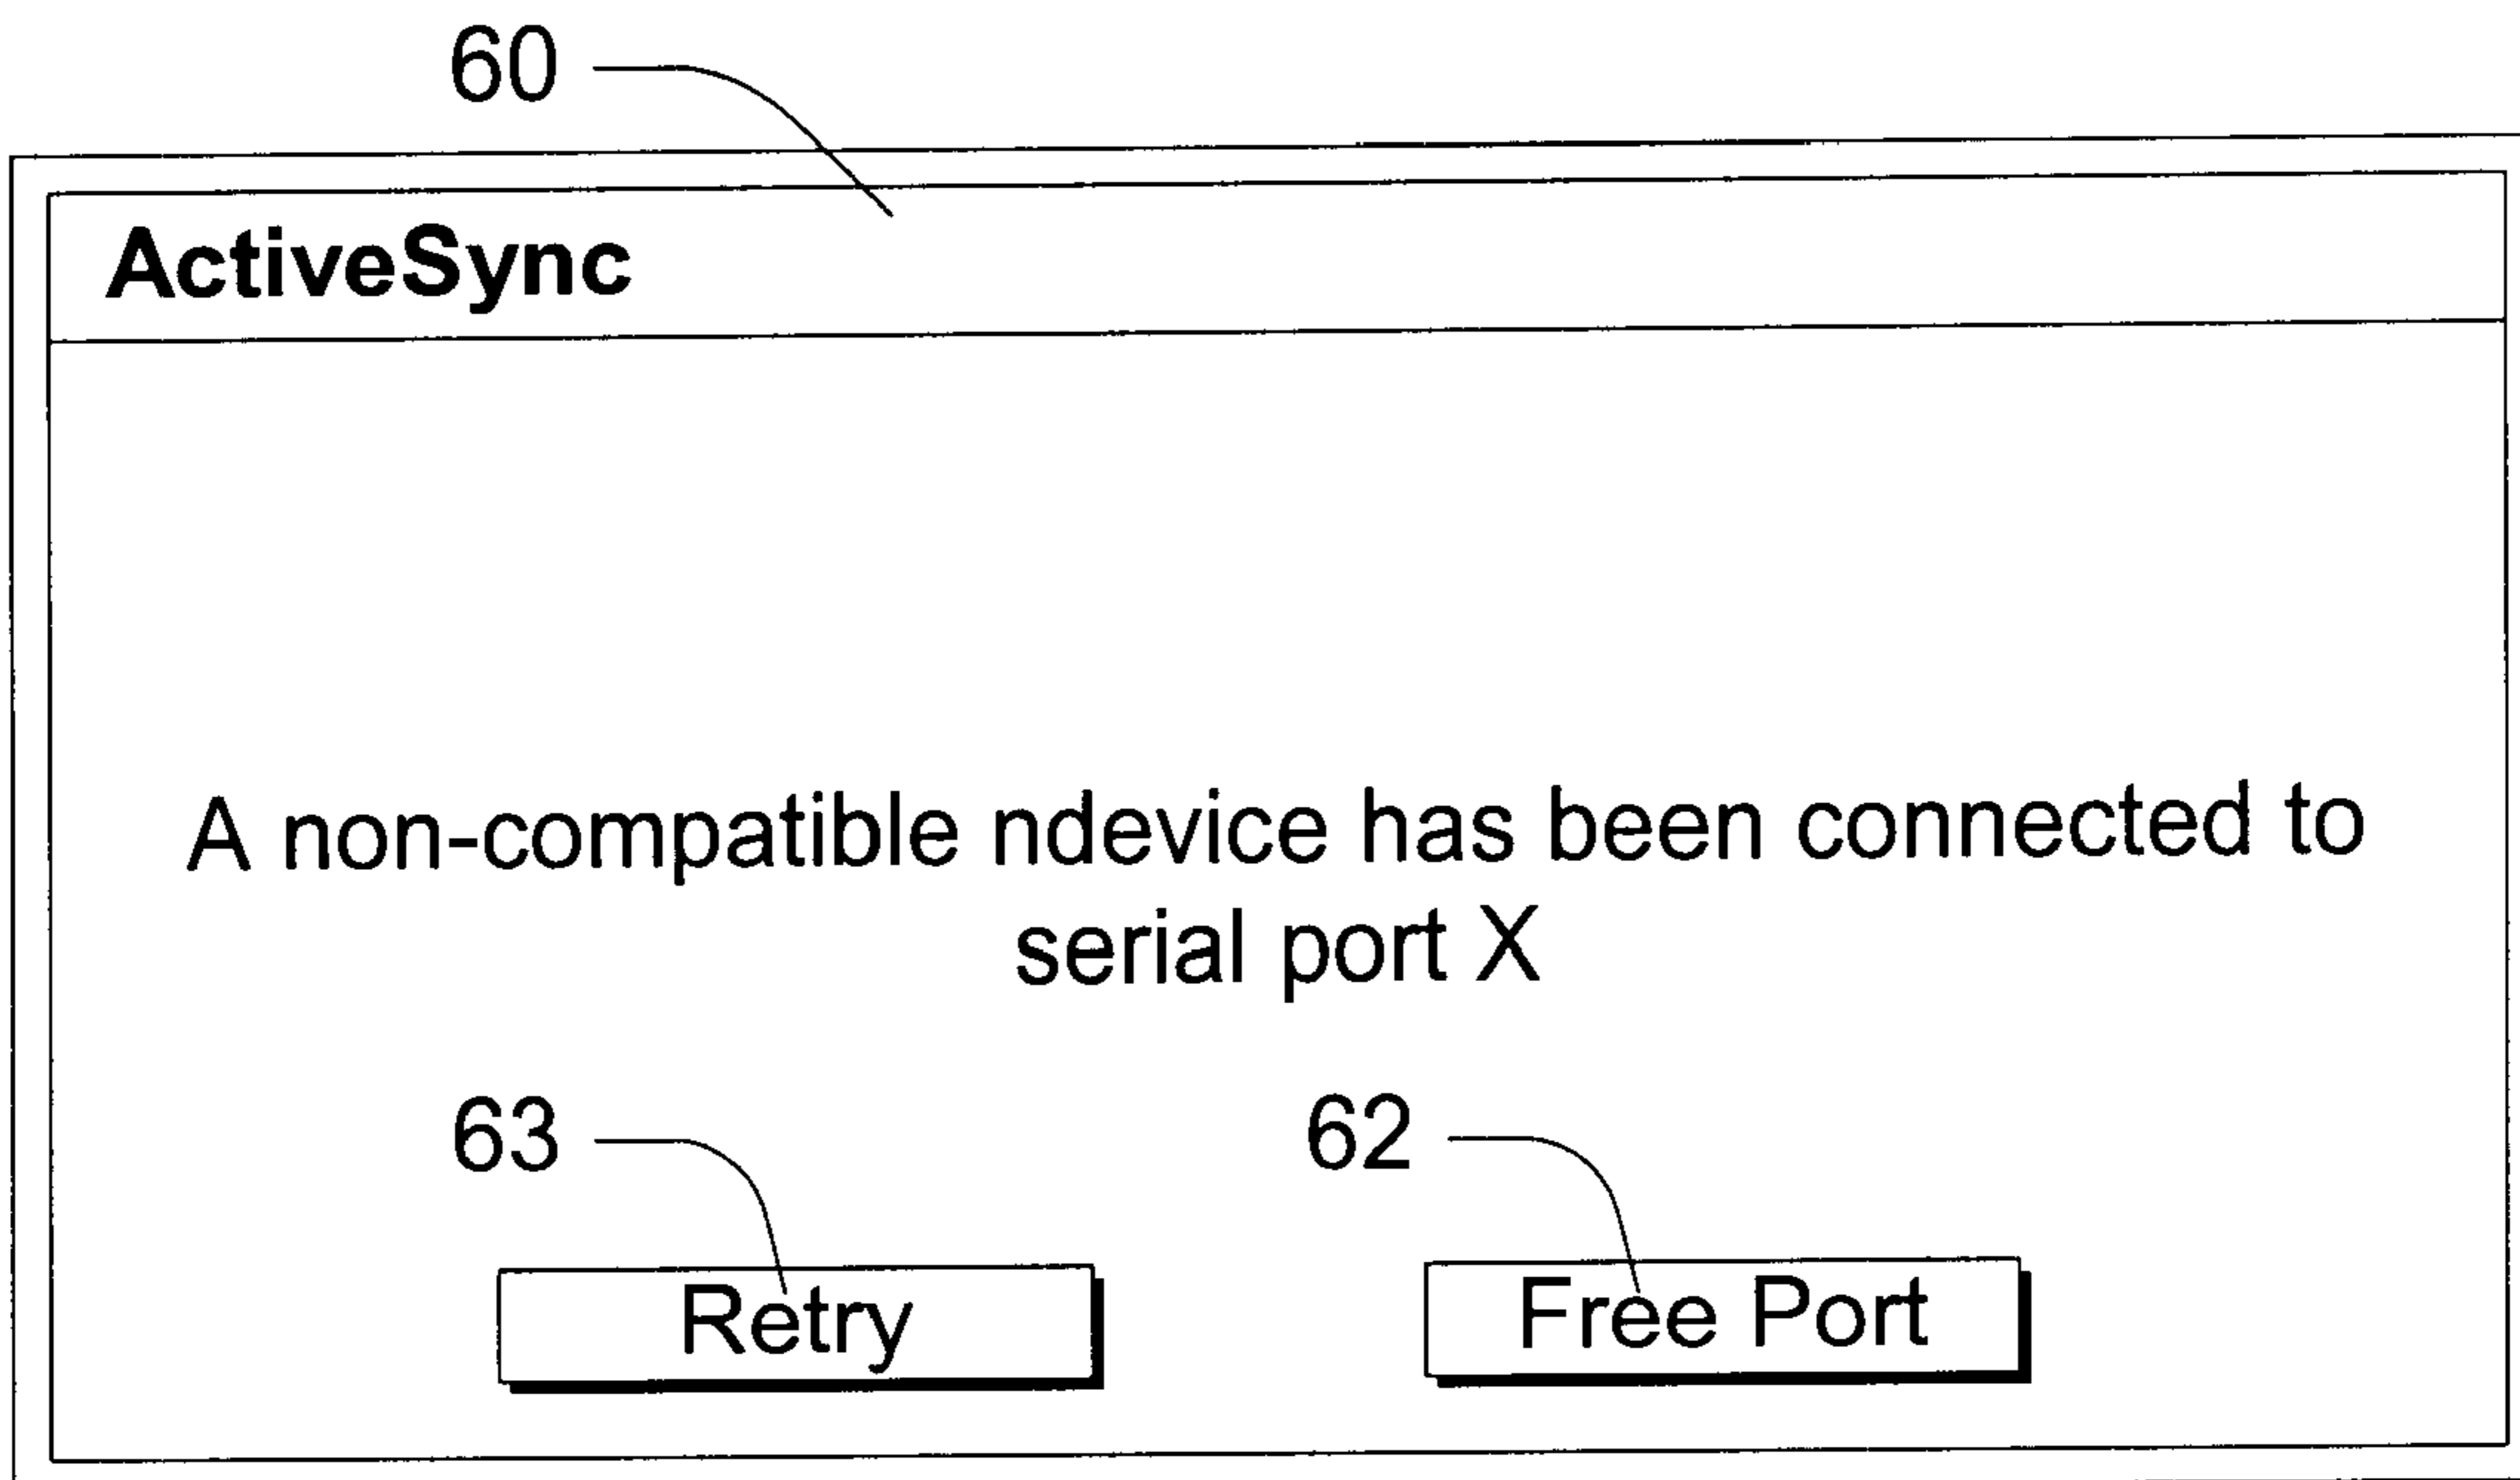 60
ActiveSync
A non-compatible ndevice has been connected to
serial port X
63
62
Retry
Free Port